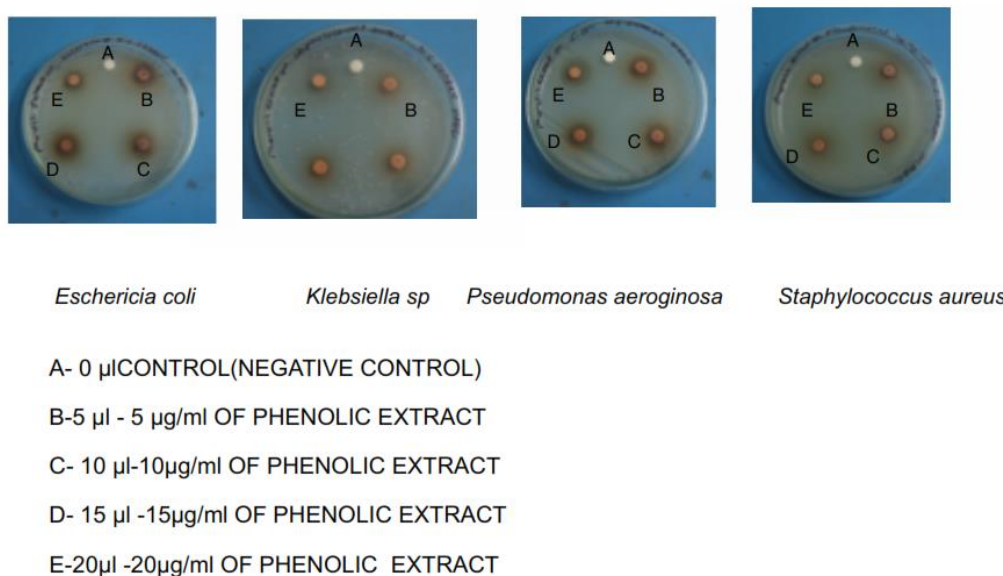 A
E
B
D
C
A
E
B
A
E
B
D
C
A
E
B
D
C
Eschericia coli Klebsiella sp Pseudomonas aeroginosa Staphylococcus aureus
A- 0 µlCONTROL(NEGATIVE CONTROL)
B-5 µl - 5 µg/ml OF PHENOLIC EXTRACT
C- 10 µl-10µg/ml OF PHENOLIC EXTRACT
D- 15 µl -15µg/ml OF PHENOLIC EXTRACT
E-20µl -20µg/ml OF PHENOLIC EXTRACT